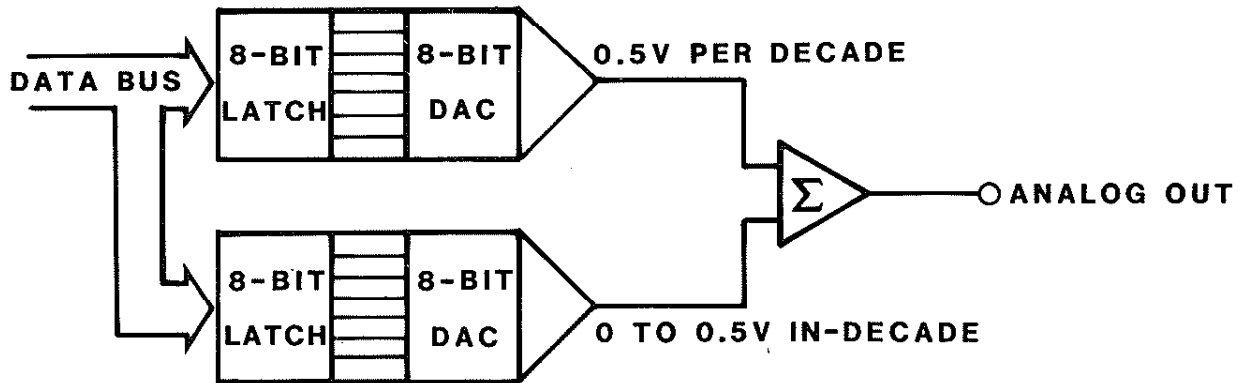 8-BIT LATCH
8-BIT DAC
0.5V PER DECADE
DATA BUS
Σ
ANALOG OUT
8-BIT LATCH
8-BIT DAC
0 TO 0.5V IN-DECADE